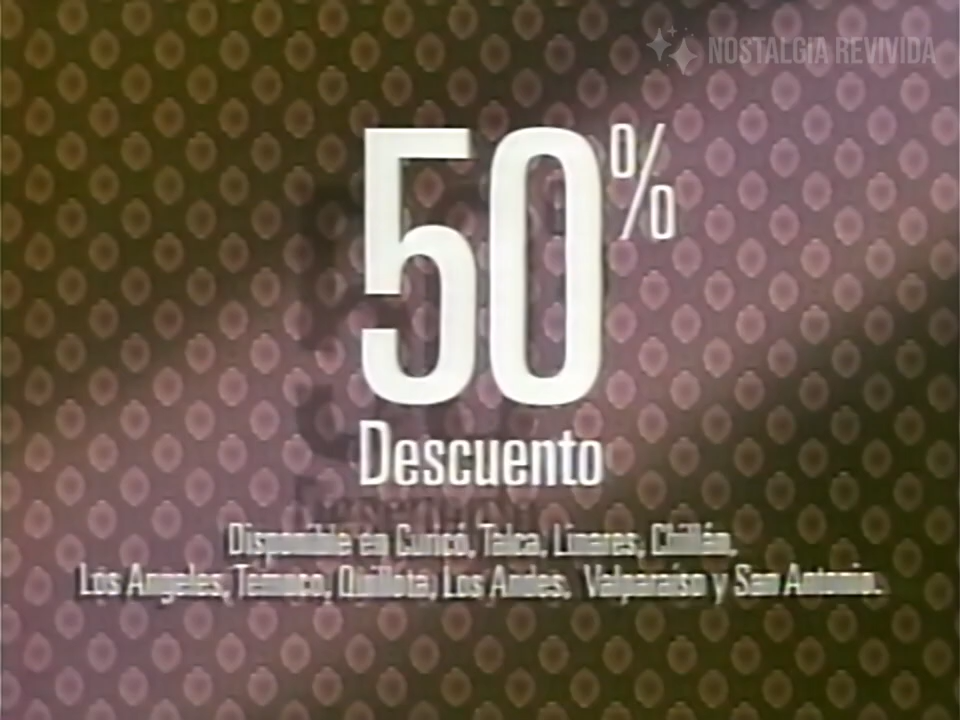 NOSTALGIA REVIVIDA
50%
Descuento
Disponible en Curicó, Talca, Linares, Chillán,
Los Angeles, Temuco, Quillota, Los Andes, Valparaíso y San Antonio.